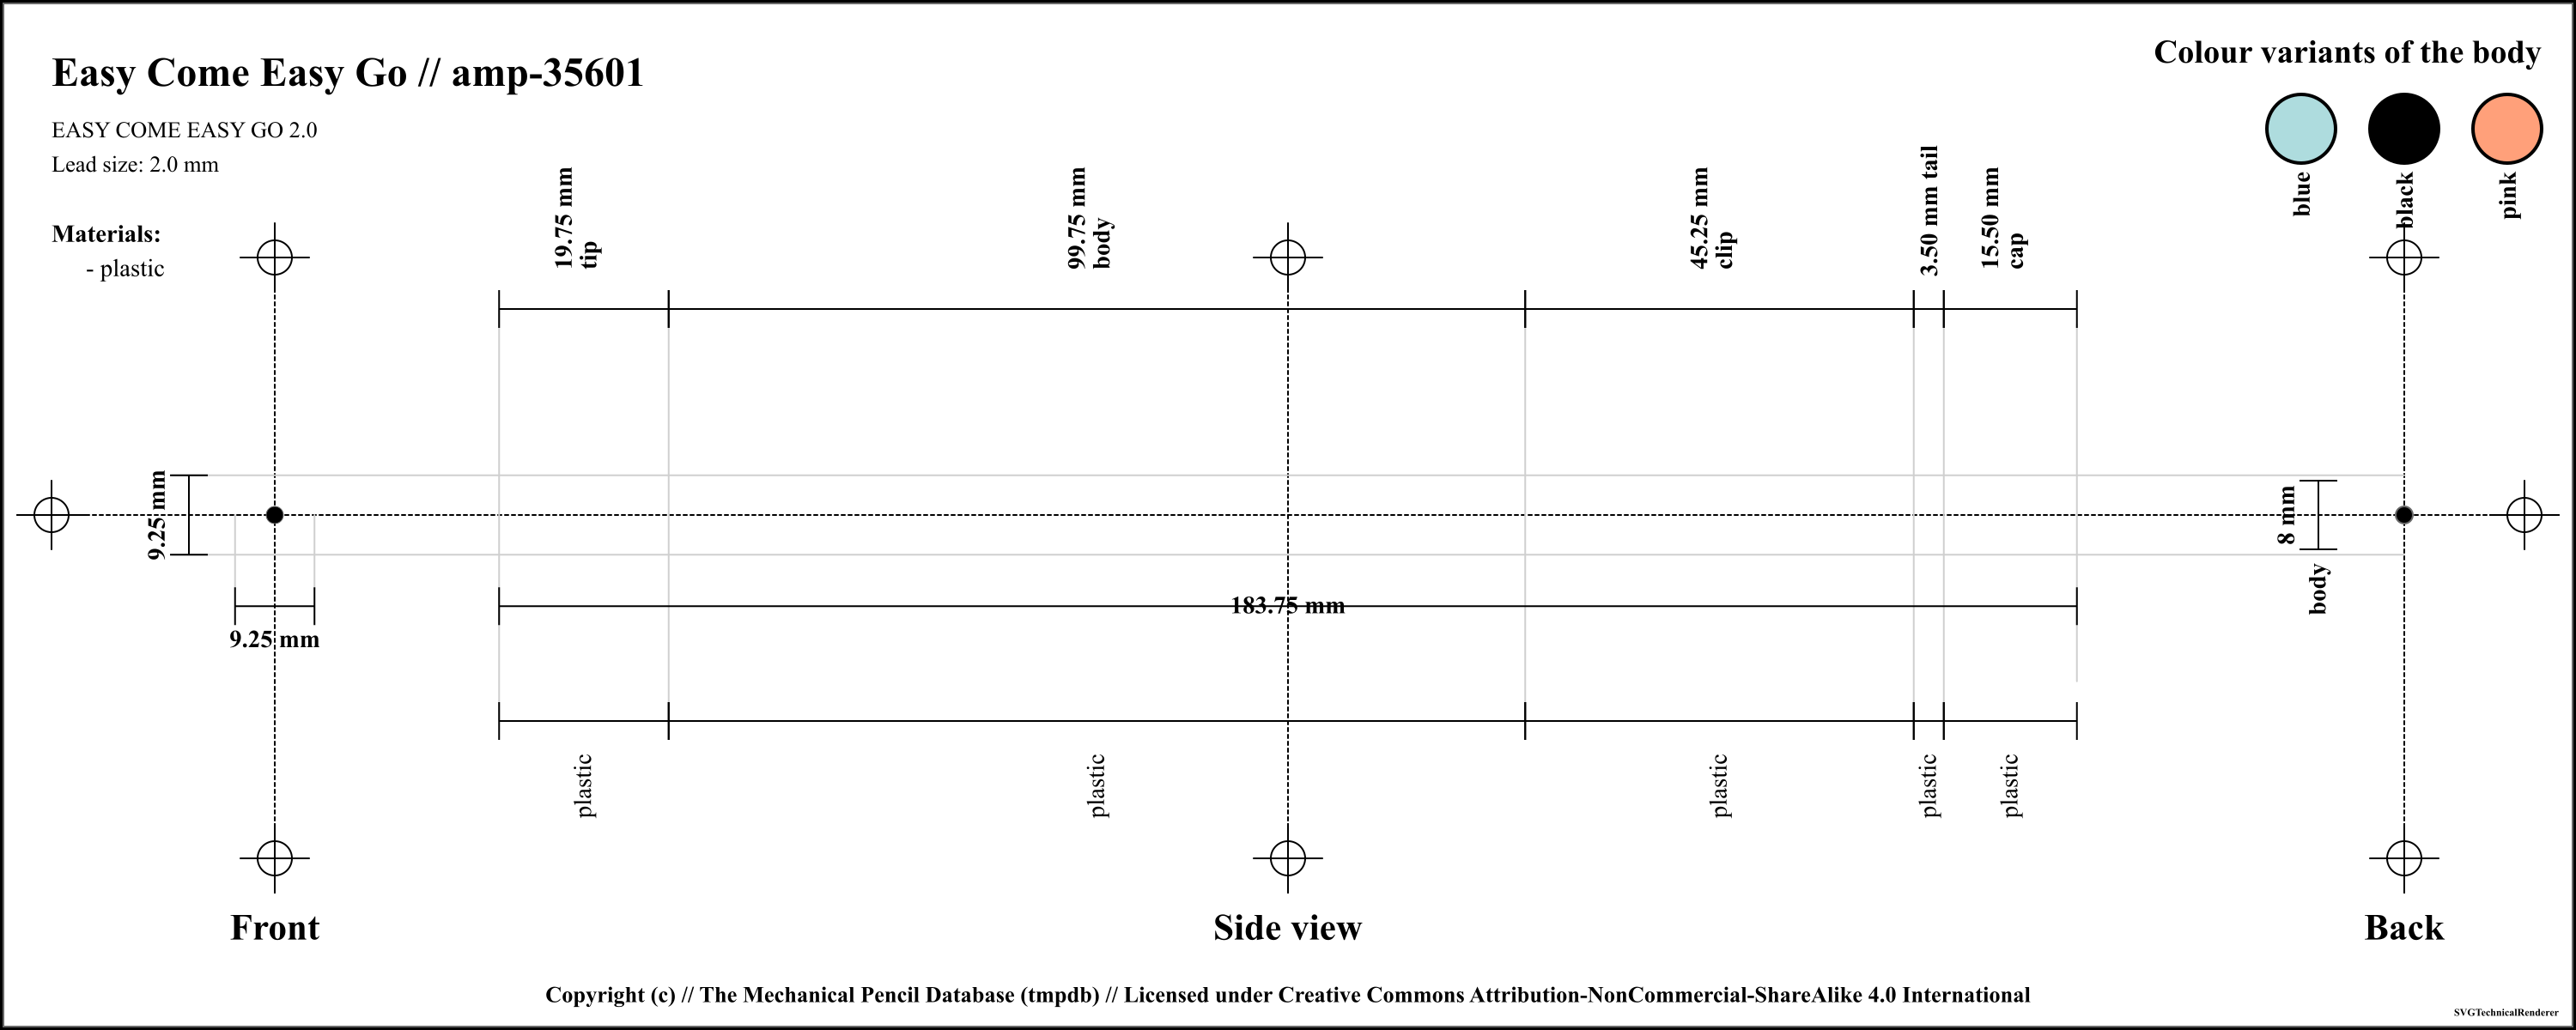 Easy Come Easy Go // amp-35601
EASY COME EASY GO 2.0
Lead size: 2.0 mm
Materials:
- plastic
Colour variants of the body
blue
black
pink
19.75 mm
tip
99.75 mm
body
45.25 mm
clip
3.50 mm tail
15.50 mm
cap
9.25 mm
9.25 mm
183.75 mm
8 mm
body
plastic
plastic
plastic
plastic
plastic
Front
Side view
Back
Copyright (c) // The Mechanical Pencil Database (tmpdb) // Licensed under Creative Commons Attribution-NonCommercial-ShareAlike 4.0 International
SVGTechnicalRenderer